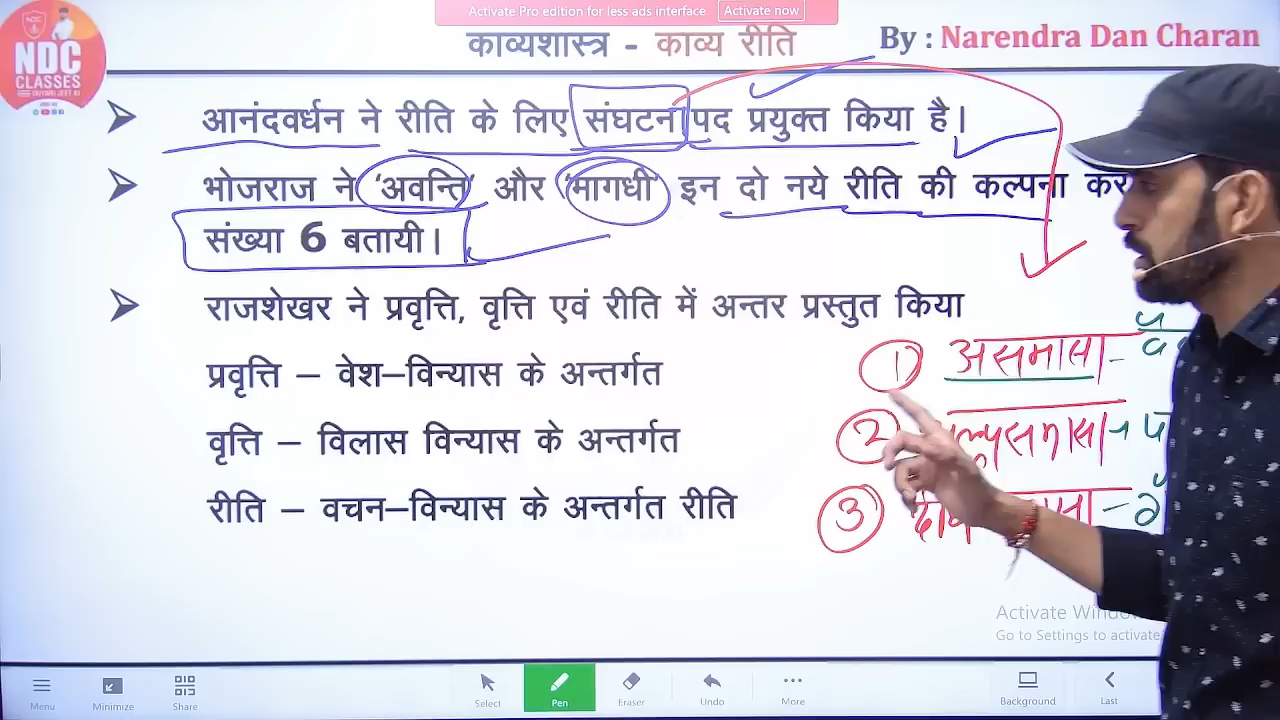 Activate Pro edition for less ads interface Activate now
NDC
CLASSES
काव्यशास्त्र - काव्य रीति
By : Narendra Dan Charan
आनंदवर्धन ने रीति के लिए संघटन पद प्रयुक्त किया है।
भोजराज ने 'अवन्ति' और 'मागधी' इन दो नये रीति की कल्पना कर
संख्या 6 बतायी।
राजशेखर ने प्रवृत्ति, वृत्ति एवं रीति में अन्तर प्रस्तुत किया
प्रवृत्ति – वेश–विन्यास के अन्तर्गत
1 असमासा -
वृत्ति – विलास विन्यास के अन्तर्गत
2
रीति – वचन–विन्यास के अन्तर्गत रीति
3
Activate Windo
Go to Settings to activate
Menu Minimize Share Select Pen Eraser Undo More Background Last